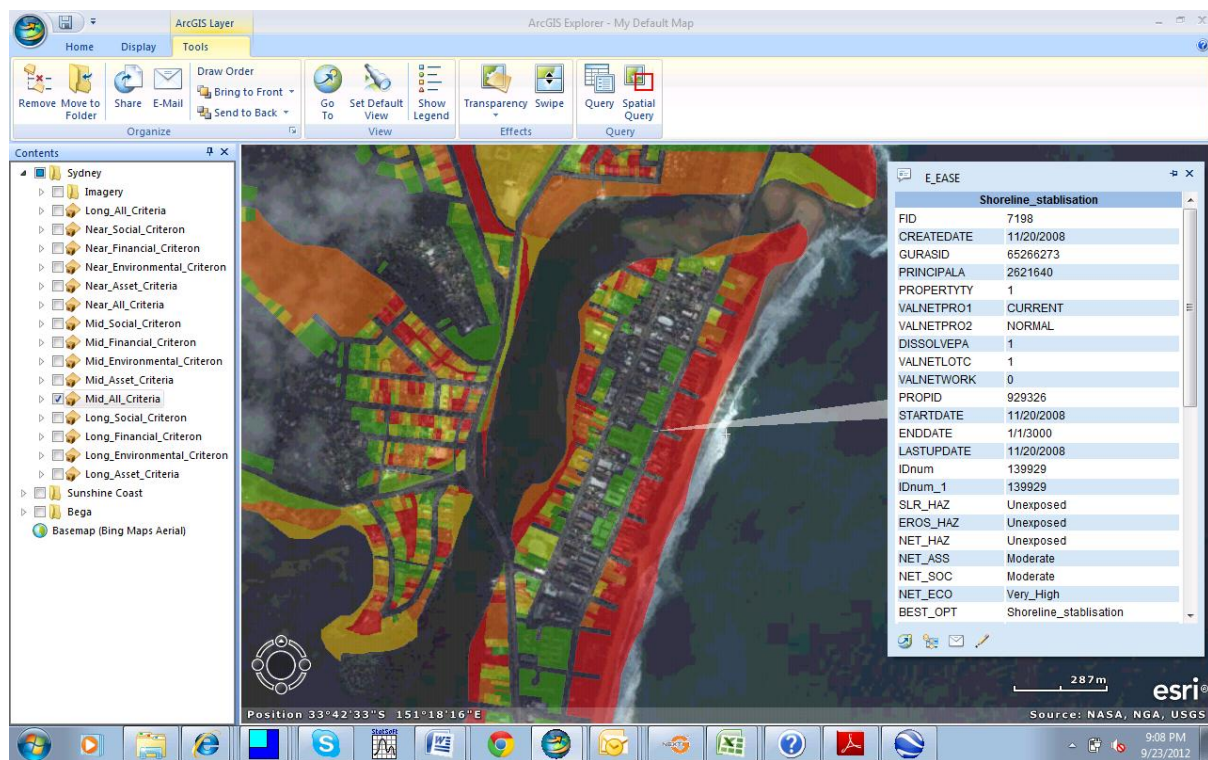 ArcGIS Layer
ArcGIS Explorer - My Default Map
Home Display Tools
Remove
Move to Folder
Share
E-Mail
Draw Order
Bring to Front
Send to Back
Organize
Go To
Set Default View
Show Legend
View
Transparency
Swipe
Effects
Query
Spatial Query
Query
Contents
Sydney
Imagery
Long_All_Criteria
Near_Social_Criteron
Near_Financial_Criteron
Near_Environmental_Criteron
Near_Asset_Criteria
Near_All_Criteria
Mid_Social_Criteron
Mid_Financial_Criteron
Mid_Environmental_Criteron
Mid_Asset_Criteria
Mid_All_Criteria
Long_Social_Criteron
Long_Financial_Criteron
Long_Environmental_Criteron
Long_Asset_Criteria
Sunshine Coast
Bega
Basemap (Bing Maps Aerial)
E_EASE
Shoreline_stablisation
FID 7198
CREATEDATE 11/20/2008
GURASID 65266273
PRINCIPALA 2621640
PROPERTYTY 1
VALNETPRO1 CURRENT
VALNETPRO2 NORMAL
DISSOLVEPA 1
VALNETLOTC 1
VALNETWORK 0
PROPID 929326
STARTDATE 11/20/2008
ENDDATE 1/1/3000
LASTUPDATE 11/20/2008
IDnum 139929
IDnum_1 139929
SLR_HAZ Unexposed
EROS_HAZ Unexposed
NET_HAZ Unexposed
NET_ASS Moderate
NET_SOC Moderate
NET_ECO Very_High
BEST_OPT Shoreline_stablisation
287m
esri
Position 33°42'33"S 151°18'16"E
Source: NASA, NGA, USGS
StatSoft
NEXTG
9:08 PM
9/23/2012